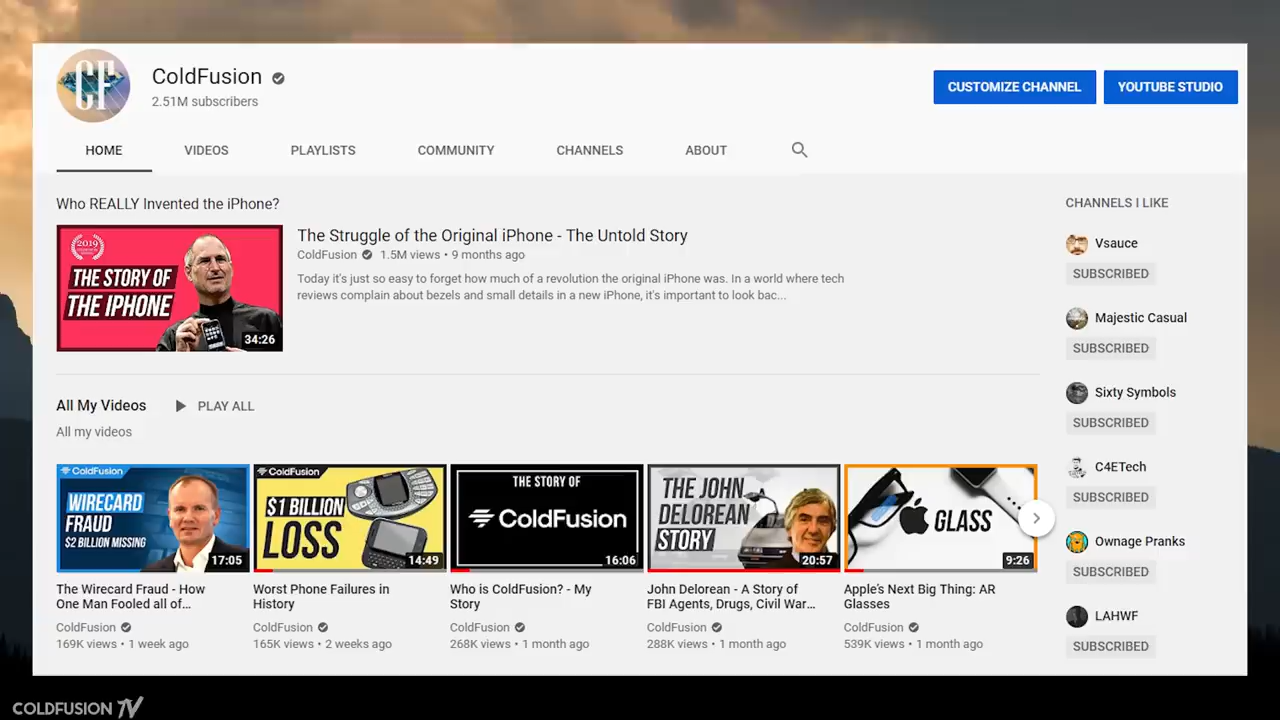 CF
ColdFusion
2.51M subscribers
CUSTOMIZE CHANNEL
YOUTUBE STUDIO
HOME
VIDEOS
PLAYLISTS
COMMUNITY
CHANNELS
ABOUT
Who REALLY Invented the iPhone?
2019
THE STORY OF
THE IPHONE
34:26
The Struggle of the Original iPhone - The Untold Story
ColdFusion 1.5M views • 9 months ago
Today it's just so easy to forget how much of a revolution the original iPhone was. In a world where tech
reviews complain about bezels and small details in a new iPhone, it's important to look bac...
All My Videos
PLAY ALL
All my videos
ColdFusion
WIRECARD
FRAUD
$2 BILLION MISSING
17:05
The Wirecard Fraud - How
One Man Fooled all of...
ColdFusion
169K views • 1 week ago
ColdFusion
$1 BILLION
LOSS
14:49
Worst Phone Failures in
History
ColdFusion
165K views • 2 weeks ago
THE STORY OF
ColdFusion
16:06
Who is ColdFusion? - My
Story
ColdFusion
268K views • 1 month ago
THE JOHN
DELOREAN
STORY
20:57
John Delorean - A Story of
FBI Agents, Drugs, Civil War...
ColdFusion
288K views • 1 month ago
GLASS
9:26
Apple's Next Big Thing: AR
Glasses
ColdFusion
539K views • 1 month ago
CHANNELS I LIKE
Vsauce
SUBSCRIBED
Majestic Casual
SUBSCRIBED
Sixty Symbols
SUBSCRIBED
C4ETech
SUBSCRIBED
Ownage Pranks
SUBSCRIBED
LAHWF
SUBSCRIBED
COLDFUSION TV